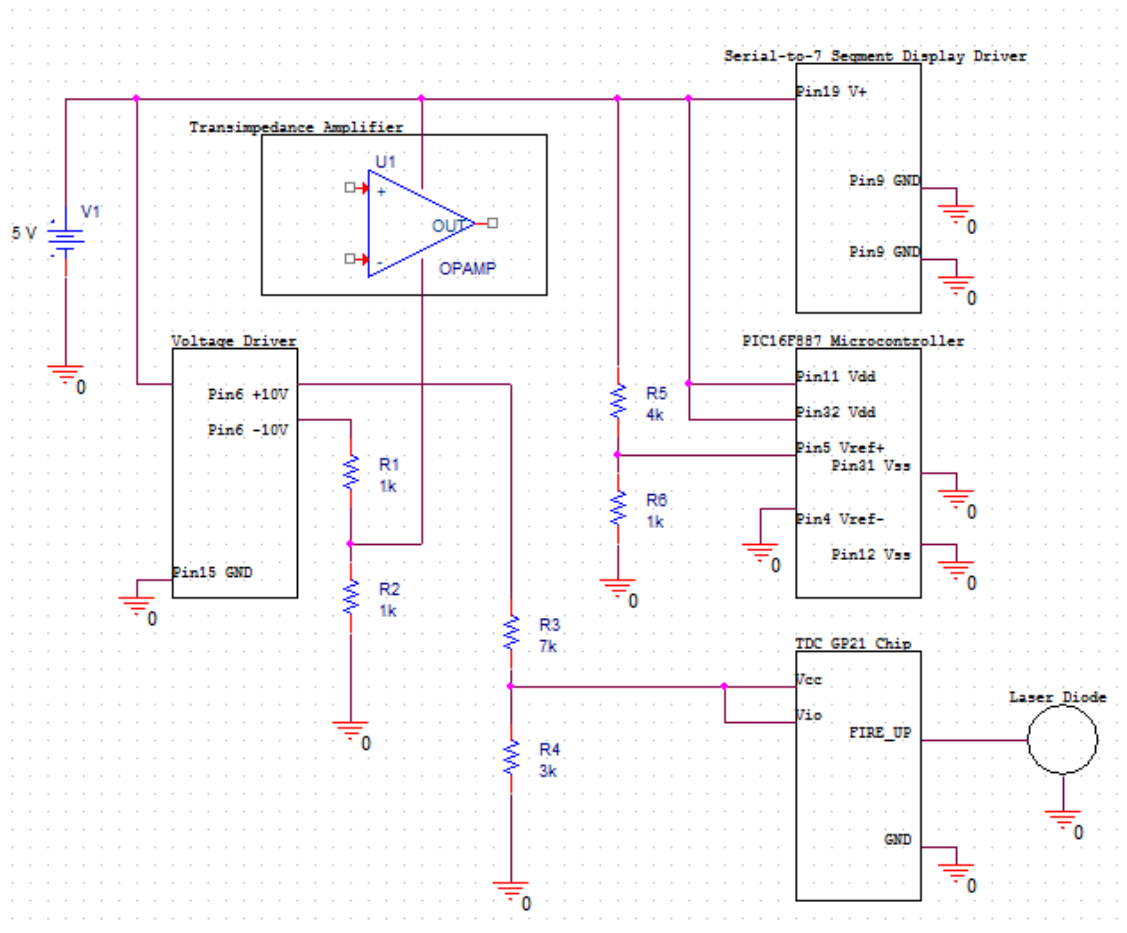 Serial-to-7 Segment Display Driver
Pin19 V+
Pin9 GND
0
Pin9 GND
0
Transimpedance Amplifier
U1
+
OUT
-
OPAMP
V1
5 V
0
Voltage Driver
Pin6 +10V
Pin6 -10V
Pin15 GND
0
R1
1k
R2
1k
0
R3
7k
R4
3k
0
R5
4k
R6
1k
0
PIC16F887 Microcontroller
Pin11 Vdd
Pin32 Vdd
Pin5 Vref+
Pin31 Vss
0
Pin4 Vref-
0
Pin12 Vss
0
TDC GP21 Chip
Vcc
Vio
FIRE_UP
GND
0
Laser Diode
0